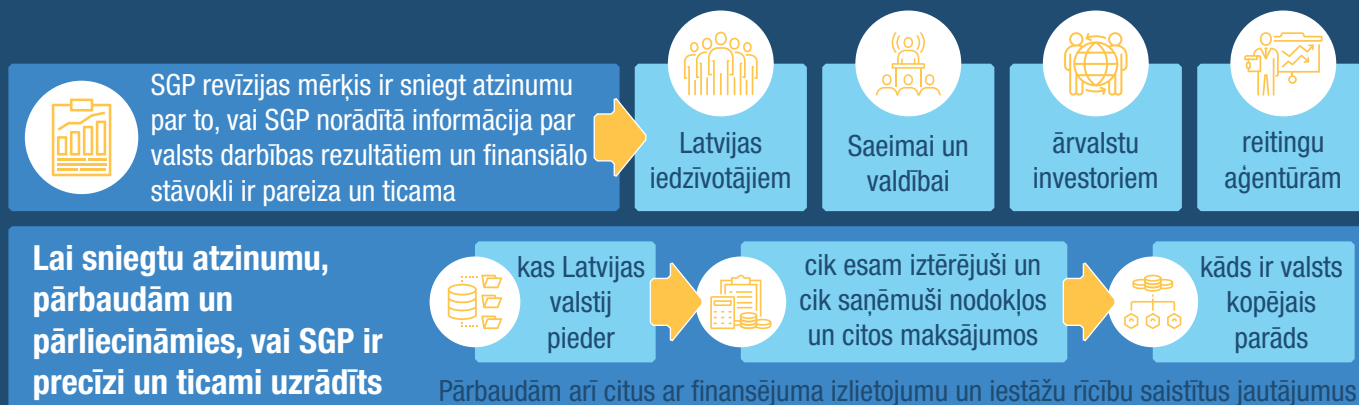 SGP revīzijas mērķis ir sniegt atzinumu
par to, vai SGP norādītā informācija par
valsts darbības rezultātiem un finansiālo
stāvokli ir pareiza un ticama
Latvijas
iedzīvotājiem
Saeimai un
valdībai
ārvalstu
investoriem
reitingu
aģentūrām
Lai sniegtu atzinumu,
pārbaudām un
pārliecināmies, vai SGP ir
precīzi un ticami uzrādīts
kas Latvijas
valstij
pieder
cik esam iztērējuši un
cik saņēmuši nodokļos
un citos maksājumos
kāds ir valsts
kopējais
parāds
Pārbaudām arī citus ar finansējuma izlietojumu un iestāžu rīcību saistītus jautājumus